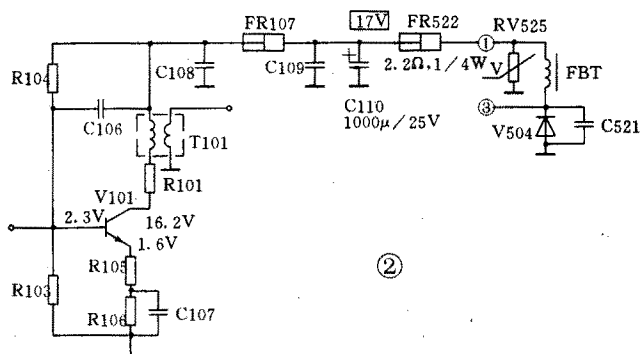 FR107
17V
FR522
RV525
①
R104
C108
C109
2.2Ω,1/4W
V
FBT
C106
C110
1000μ/25V
③
V504
C521
T101
R101
V101
2.3V
16.2V
1.6V
②
R105
R103
R106
C107